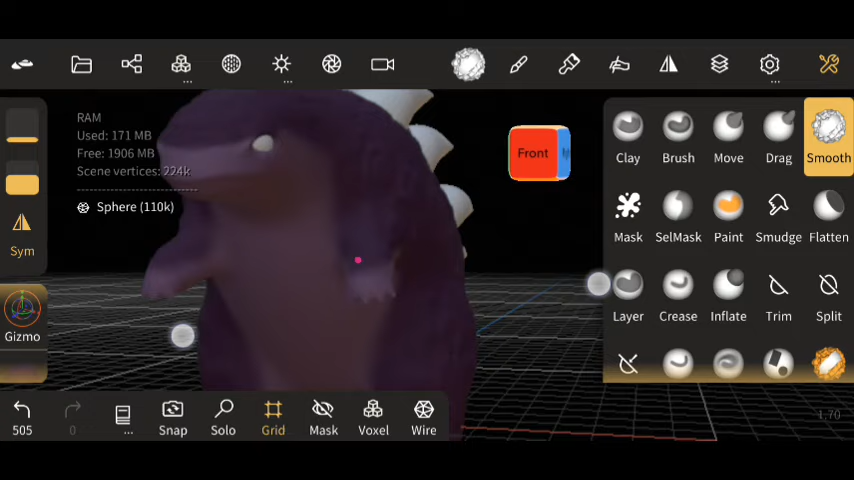 RAM
Used: 171 MB
Free: 1906 MB
Scene vertices: 224k
Sphere (110k)
Front
Clay Brush Move Drag Smooth
Sym
Mask SelMask Paint Smudge Flatten
Gizmo
Layer Crease Inflate Trim Split
505 0 Snap Solo Grid Mask Voxel Wire
1.70